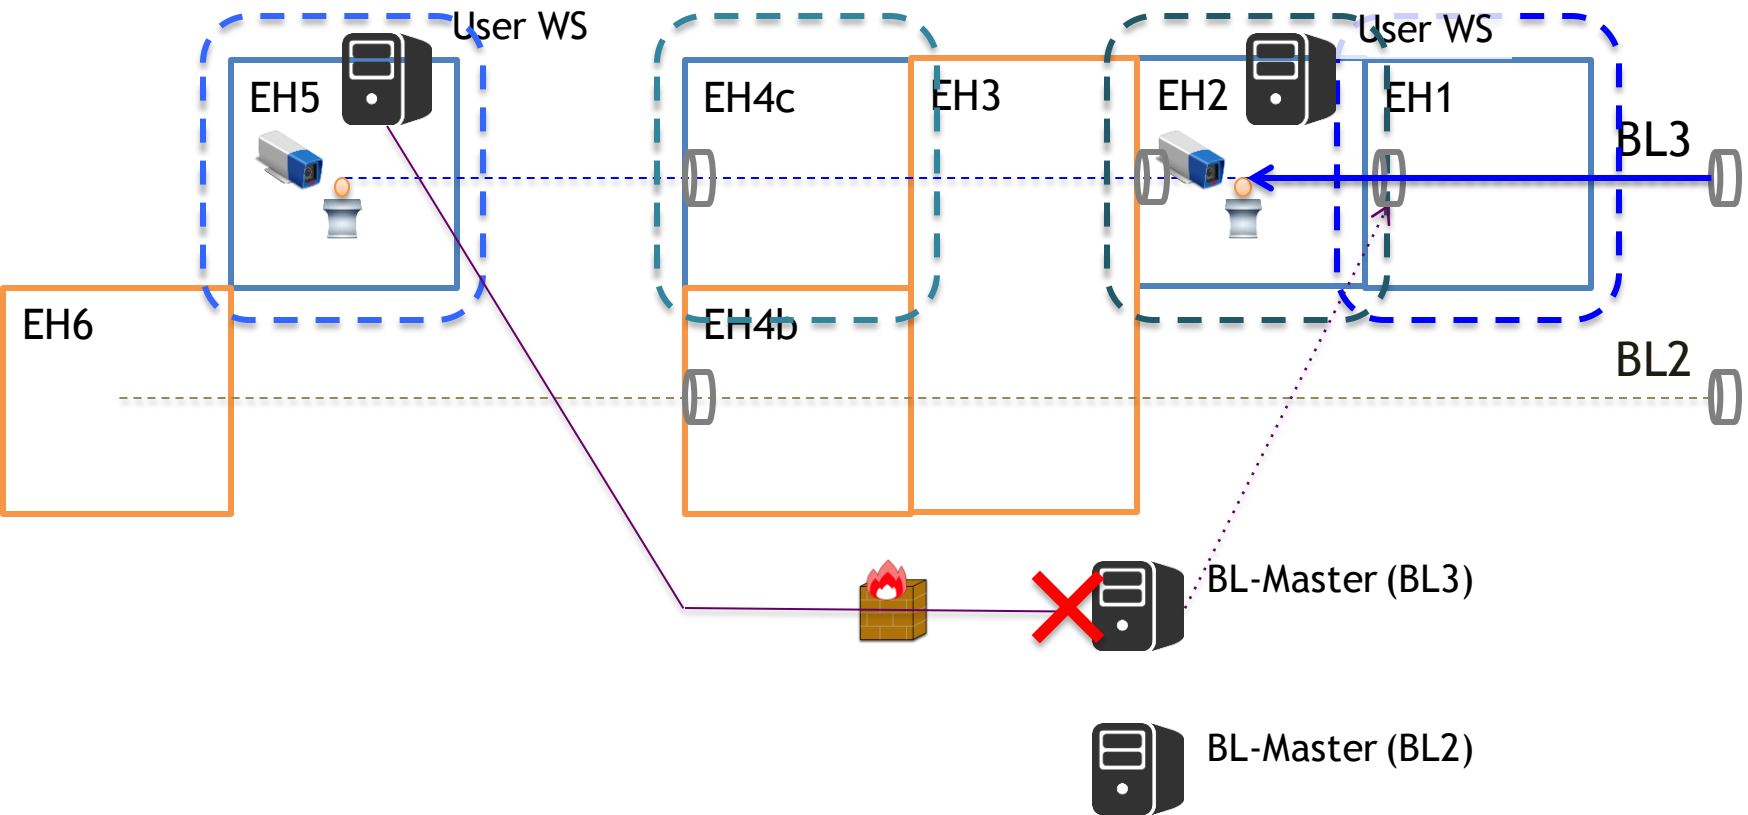 User WS
User WS
EH5
EH4c
EH3
EH2
EH1
BL3
EH6
EH4b
BL2
BL-Master (BL3)
BL-Master (BL2)